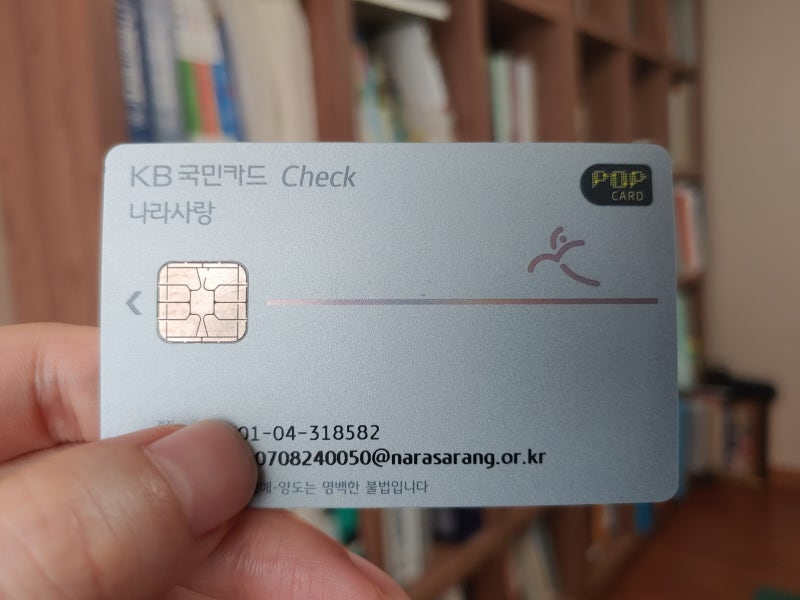 KB국민카드 Check
POP
CARD
나라사랑
01-04-318582
0708240050@narasarang.or.kr
매·양도는 명백한 불법입니다